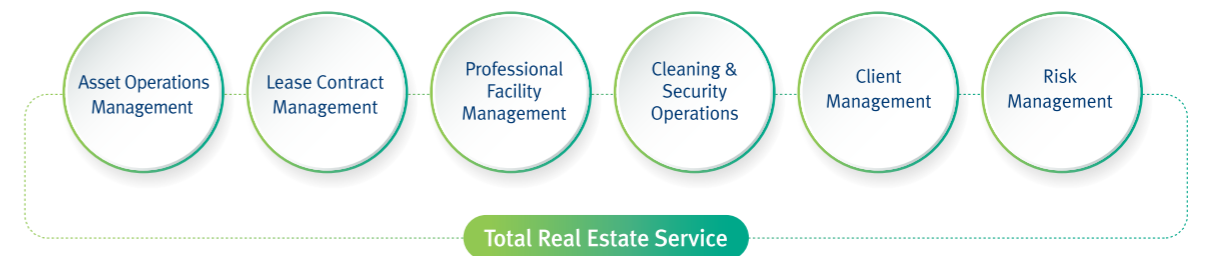 Asset Operations
Management
Lease Contract
Management
Professional
Facility
Management
Cleaning &
Security
Operations
Client
Management
Risk
Management
Total Real Estate Service